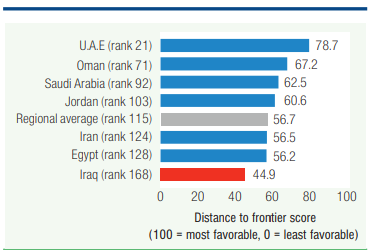 U.A.E (rank 21) 78.7
Oman (rank 71) 67.2
Saudi Arabia (rank 92) 62.5
Jordan (rank 103) 60.6
Regional average (rank 115) 56.7
Iran (rank 124) 56.5
Egypt (rank 128) 56.2
Iraq (rank 168) 44.9
0 20 40 60 80 100
Distance to frontier score
(100 = most favorable, 0 = least favorable)